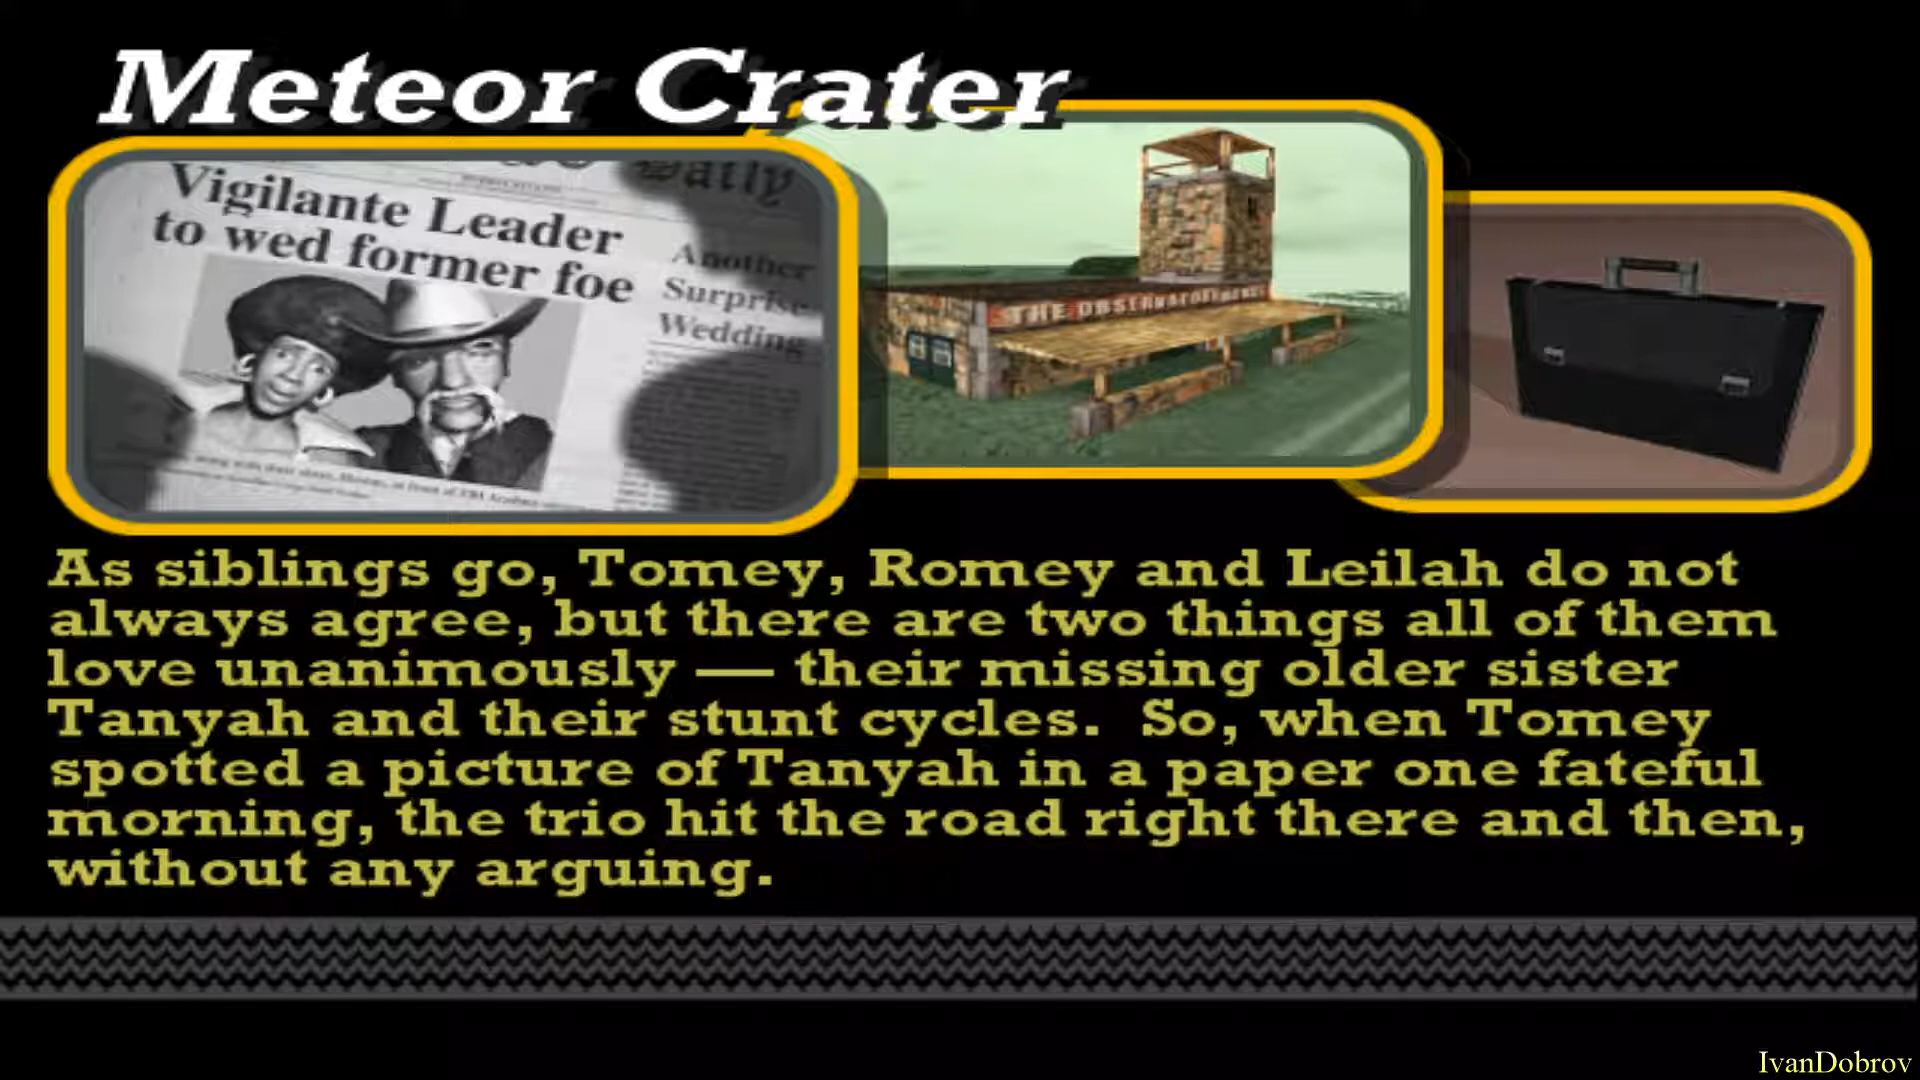 Meteor Crater
Daily
Vigilante Leader
to wed former foe
Another
Surprise
Wedding
THE
As siblings go, Tomey, Romey and Leilah do not
always agree, but there are two things all of them
love unanimously — their missing older sister
Tanyah and their stunt cycles. So, when Tomey
spotted a picture of Tanyah in a paper one fateful
morning, the trio hit the road right there and then,
without any arguing.
IvanDobrov